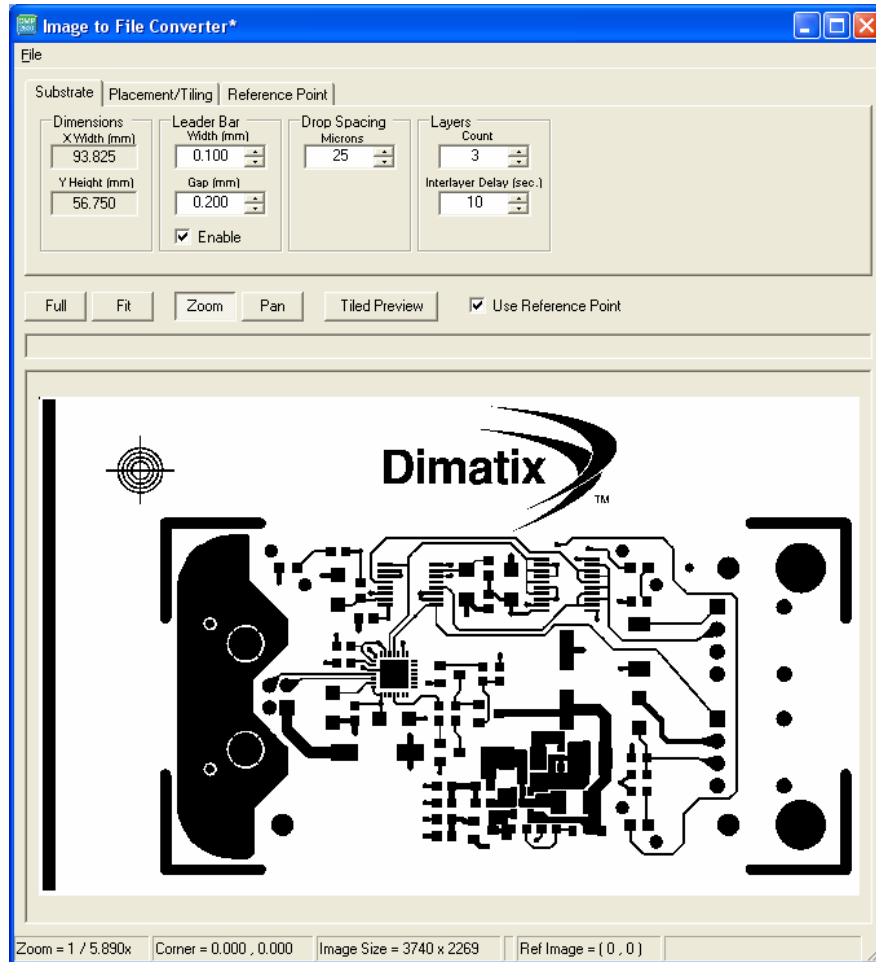 Image to File Converter*
File
Substrate Placement/Tiling Reference Point
Dimensions Leader Bar Drop Spacing Layers
X Width (mm) Width (mm) Microns Count
93.825 0.100 25 3
Y Height (mm) Gap (mm) Interlayer Delay (sec.)
56.750 0.200 10
Enable
Full Fit Zoom Pan Tiled Preview Use Reference Point
Dimatix
TM
Zoom = 1 / 5.890x Corner = 0.000 , 0.000 Image Size = 3740 x 2269 Ref Image = ( 0 , 0 )